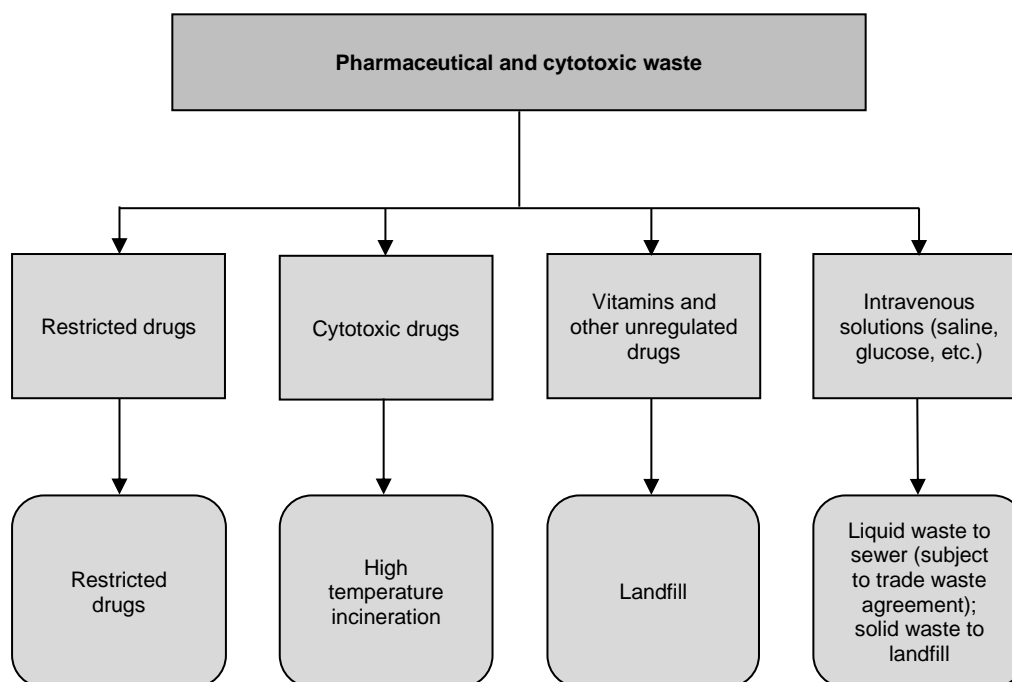 Pharmaceutical and cytotoxic waste
Restricted drugs
Cytotoxic drugs
Vitamins and
other unregulated
drugs
Intravenous
solutions (saline,
glucose, etc.)
Restricted
drugs
High
temperature
incineration
Landfill
Liquid waste to
sewer (subject
to trade waste
agreement);
solid waste to
landfill